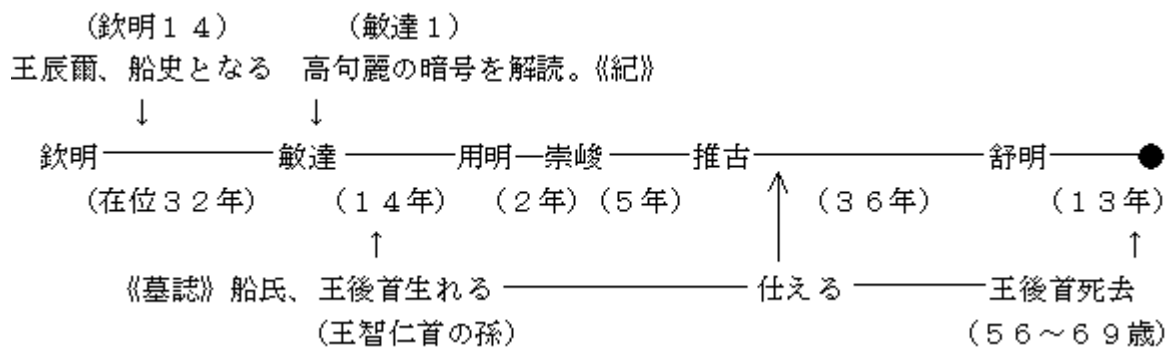 （欽明１４）　（敏達１）
王辰爾、船史となる　高句麗の暗号を解読。《紀》
↓　↓
欽明　敏達　用明　崇峻　推古　舒明
（在位３２年）　（１４年）　（２年）（５年）　（３６年）　（１３年）
《墓誌》船氏、王後首生れる　仕える　王後首死去
（王智仁首の孫）　（５６～６９歳）